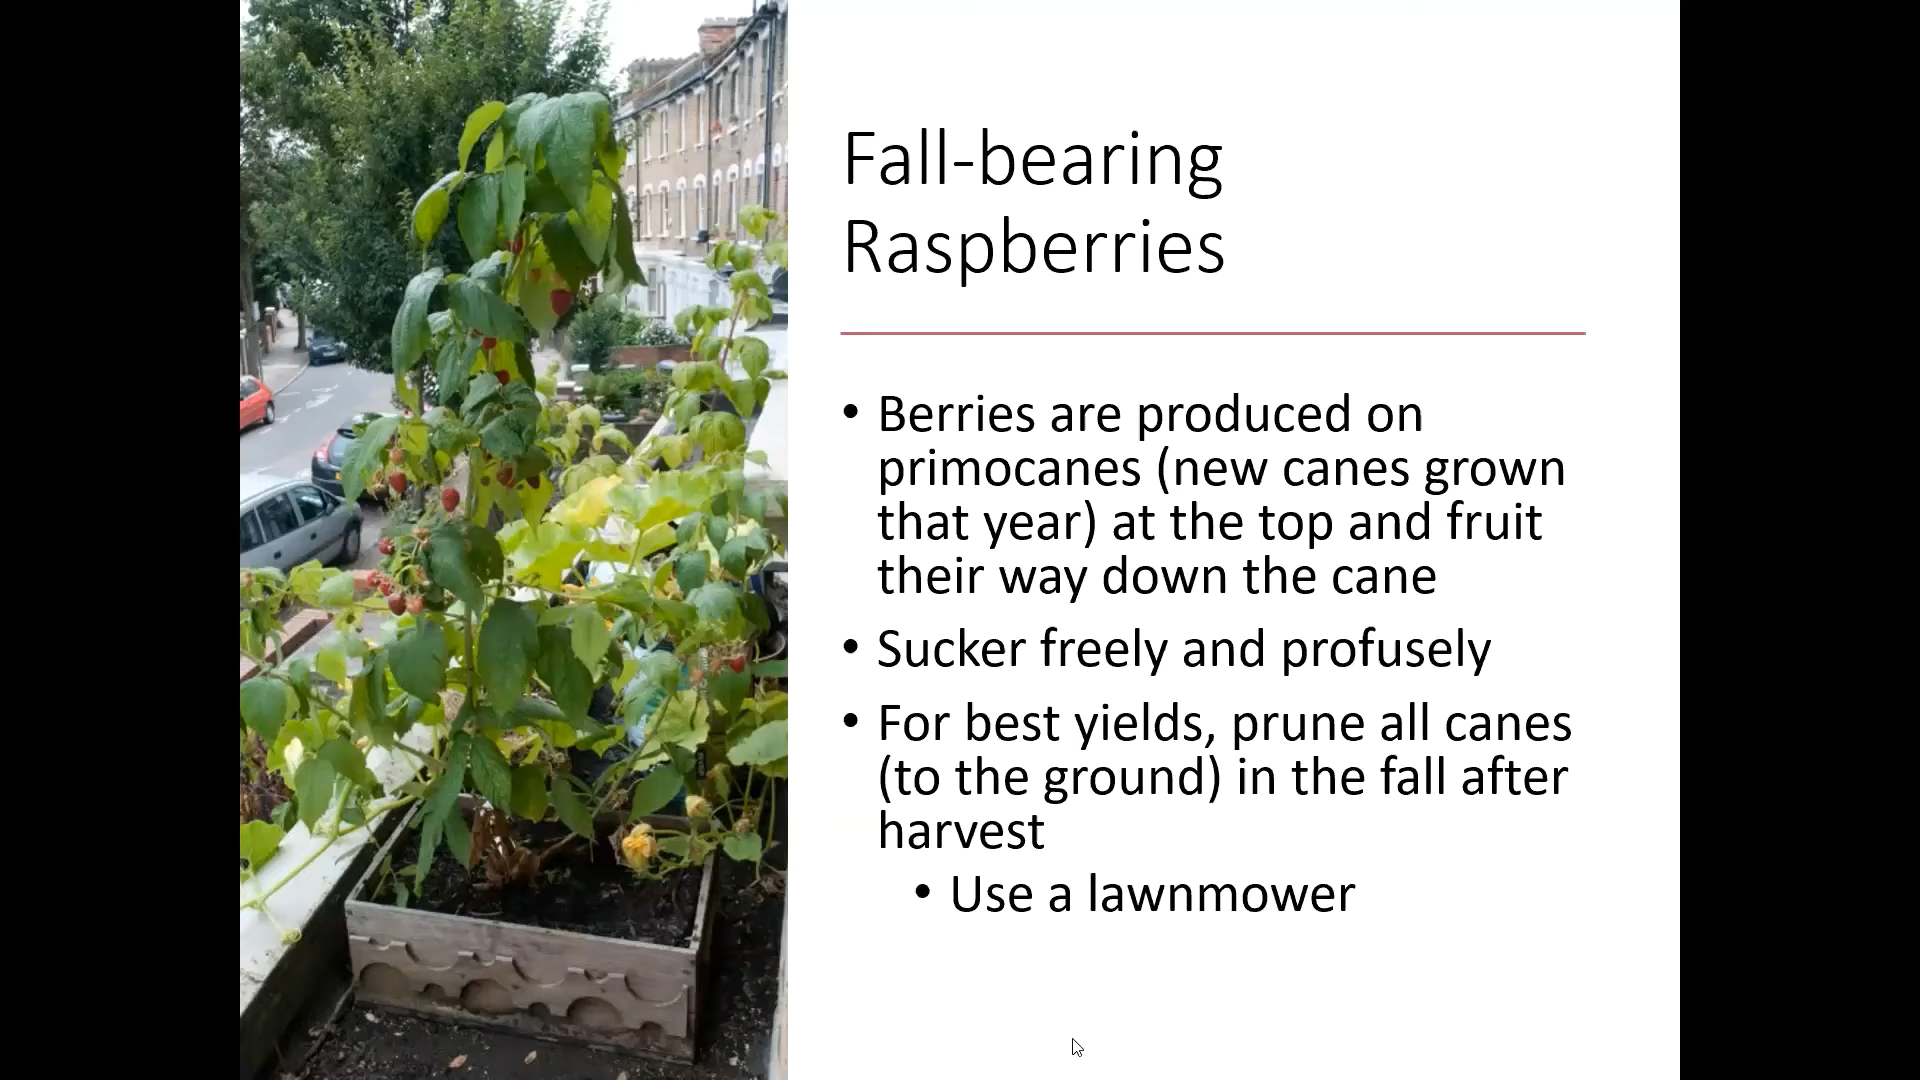 Fall-bearing
Raspberries
• Berries are produced on
primocanes (new canes grown
that year) at the top and fruit
their way down the cane
• Sucker freely and profusely
• For best yields, prune all canes
(to the ground) in the fall after
harvest
• Use a lawnmower